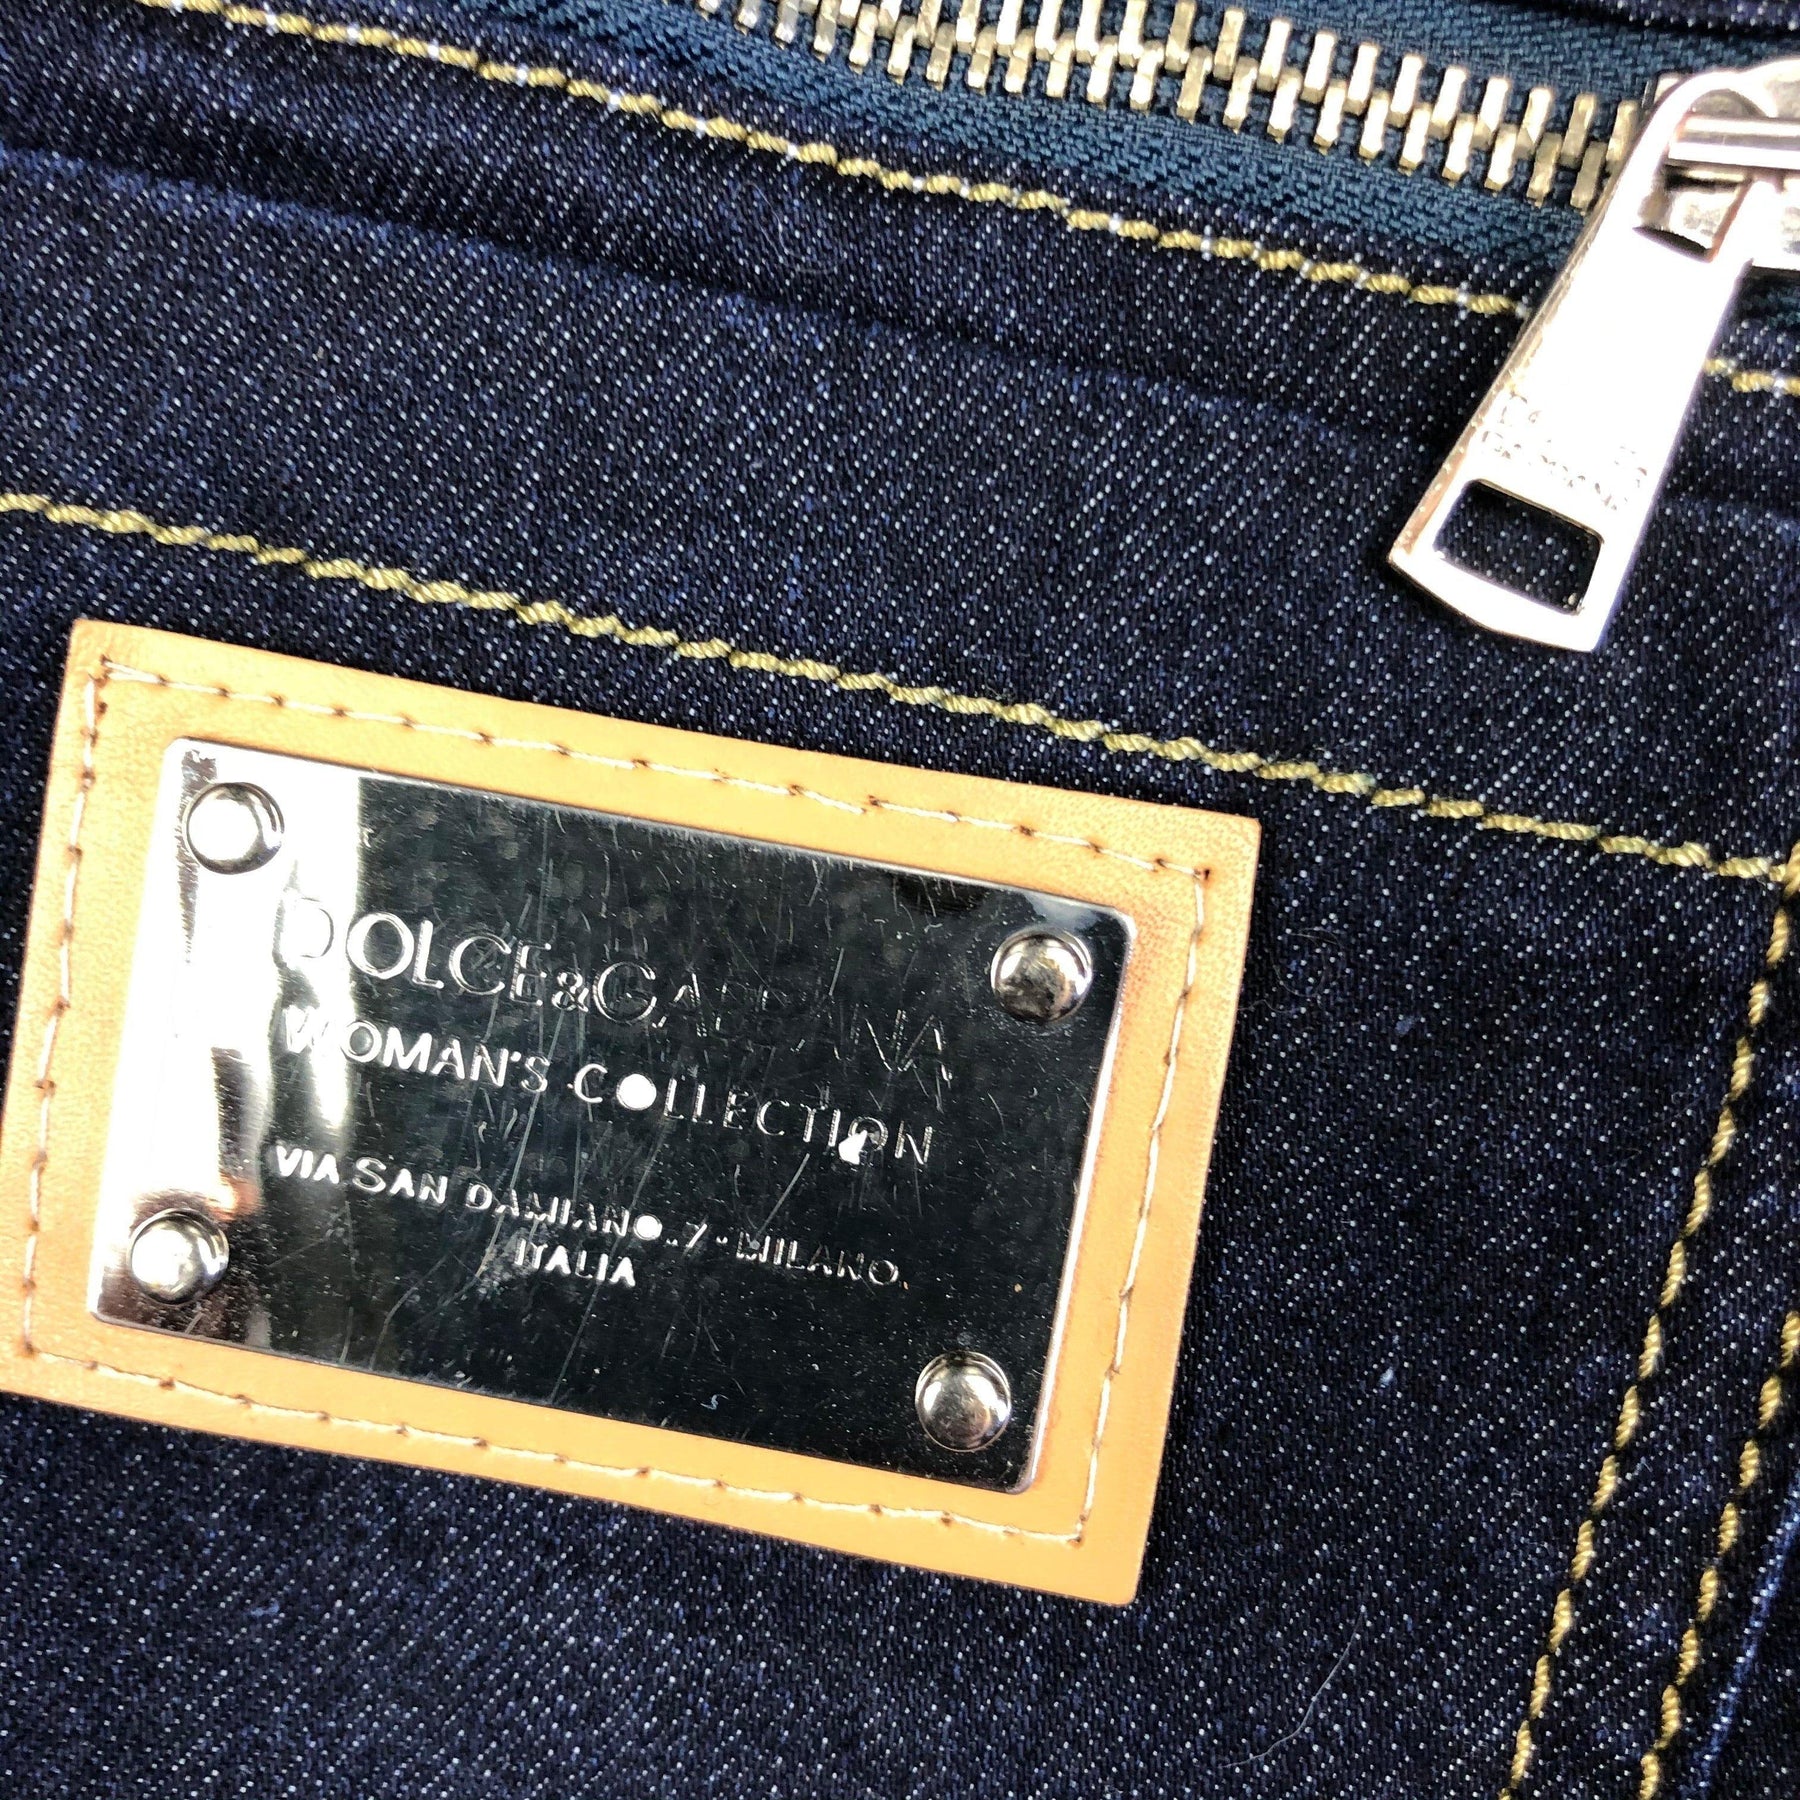 DOLCE&GABBANA
WOMAN'S COLLECTION
VIA SAN DAMIANO.7-MILANO.
ITALIA